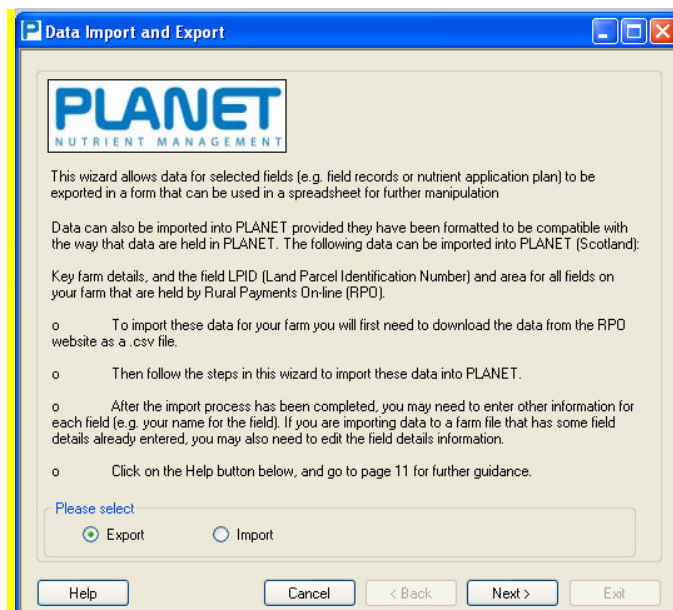 P Data Import and Export
PLANET
NUTRIENT MANAGEMENT
This wizard allows data for selected fields (e.g. field records or nutrient application plan) to be
exported in a form that can be used in a spreadsheet for further manipulation
Data can also be imported into PLANET provided they have been formatted to be compatible with
the way that data are held in PLANET. The following data can be imported into PLANET (Scotland):
Key farm details, and the field LPID (Land Parcel Identification Number) and area for all fields on
your farm that are held by Rural Payments On-line (RPO).
o To import these data for your farm you will first need to download the data from the RPO
website as a .csv file.
o Then follow the steps in this wizard to import these data into PLANET.
o After the import process has been completed, you may need to enter other information for
each field (e.g. your name for the field). If you are importing data to a farm file that has some field
details already entered, you may also need to edit the field details information.
o Click on the Help button below, and go to page 11 for further guidance.
Please select
Export Import
Help Cancel < Back Next > Exit